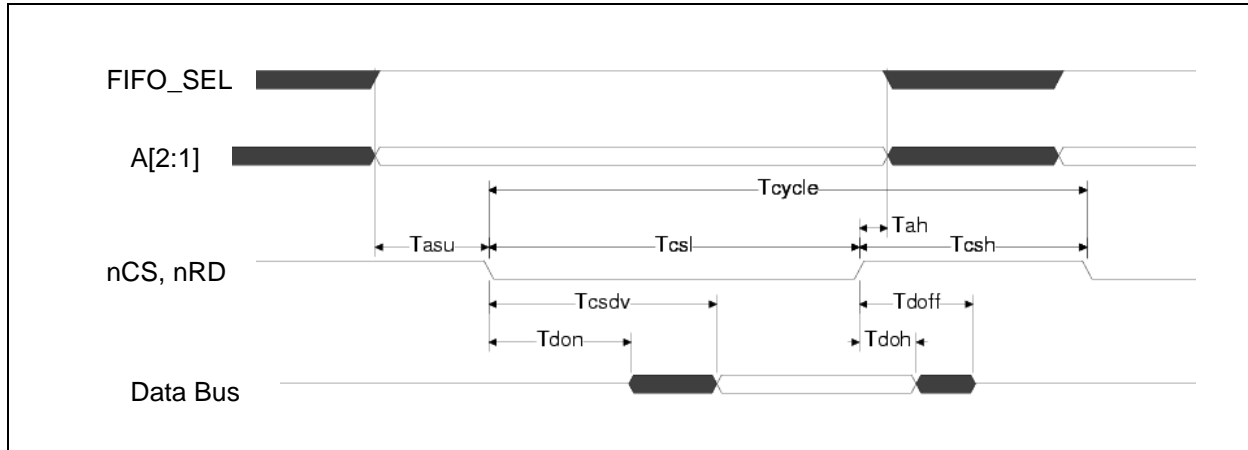 FIFO_SEL
A[2:1]
Tcycle
Tah
Tasu
Tcsl
Tcsh
nCS, nRD
Tcsdv
Tdoff
Tdon
Tdoh
Data Bus